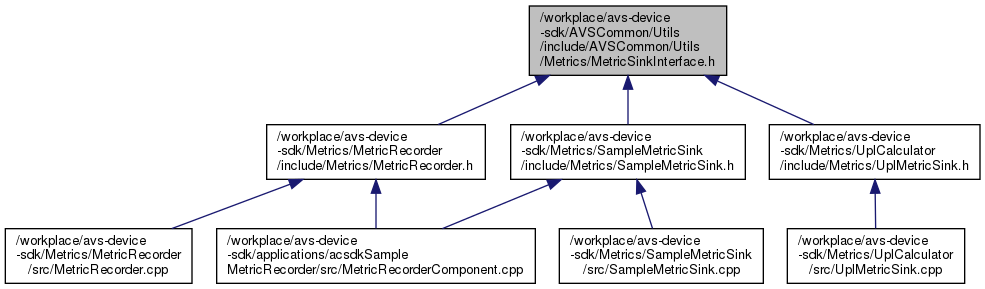 /workplace/avs-device
-sdk/AVSCommon/Utils
/include/AVSCommon/Utils
/Metrics/MetricSinkInterface.h
/workplace/avs-device
-sdk/Metrics/MetricRecorder
/include/Metrics/MetricRecorder.h
/workplace/avs-device
-sdk/Metrics/SampleMetricSink
/include/Metrics/SampleMetricSink.h
/workplace/avs-device
-sdk/Metrics/UplCalculator
/include/Metrics/UplMetricSink.h
/workplace/avs-device
-sdk/Metrics/MetricRecorder
/src/MetricRecorder.cpp
/workplace/avs-device
-sdk/applications/acsdkSample
MetricRecorder/src/MetricRecorderComponent.cpp
/workplace/avs-device
-sdk/Metrics/SampleMetricSink
/src/SampleMetricSink.cpp
/workplace/avs-device
-sdk/Metrics/UplCalculator
/src/UplMetricSink.cpp